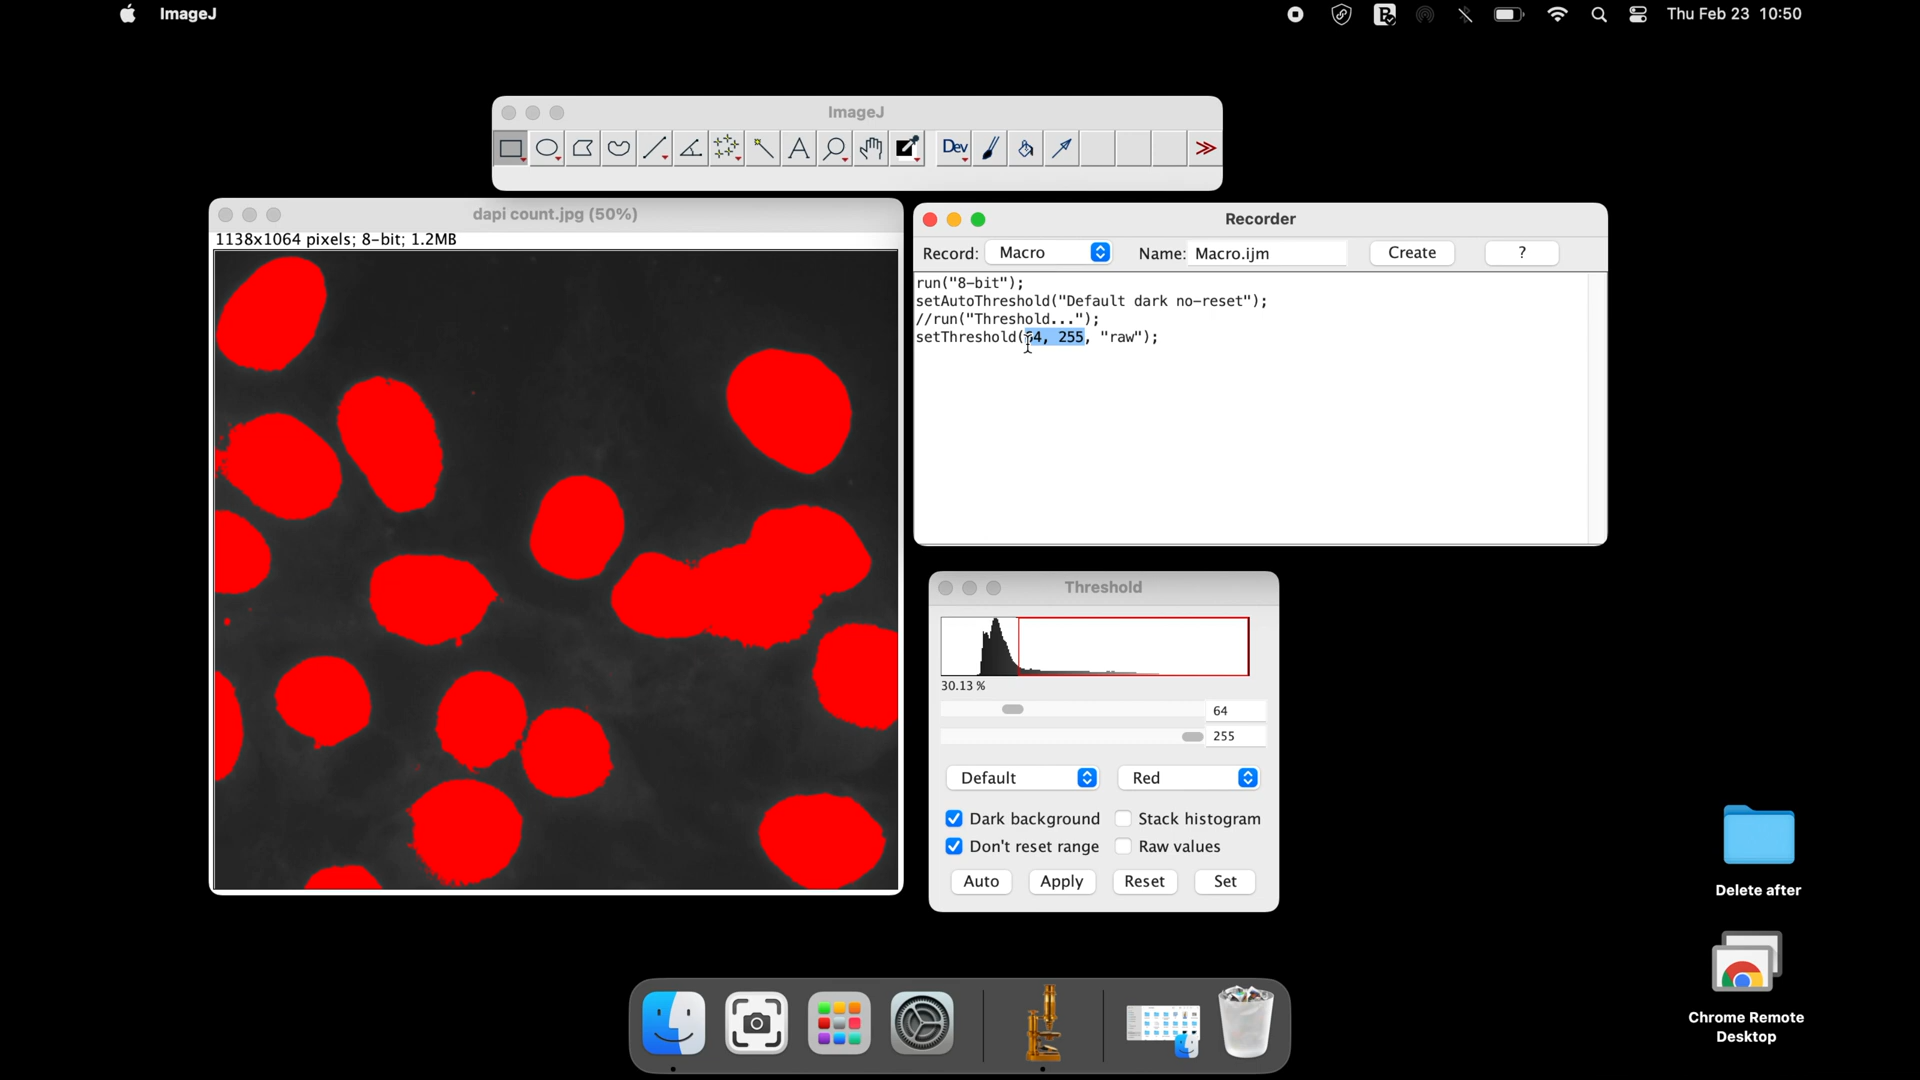 ImageJ
Thu Feb 23 10:50
ImageJ
Dev
dapi count.jpg (50%)
1138x1064 pixels; 8-bit; 1.2MB
Recorder
Record: Macro Name: Macro.ijm Create ?
run("8-bit");
setAutoThreshold("Default dark no-reset");
//run("Threshold...");
setThreshold(64, 255, "raw");
Threshold
30.13 %
64
255
Default Red
Dark background Stack histogram
Don't reset range Raw values
Auto Apply Reset Set
Delete after
Chrome Remote
Desktop